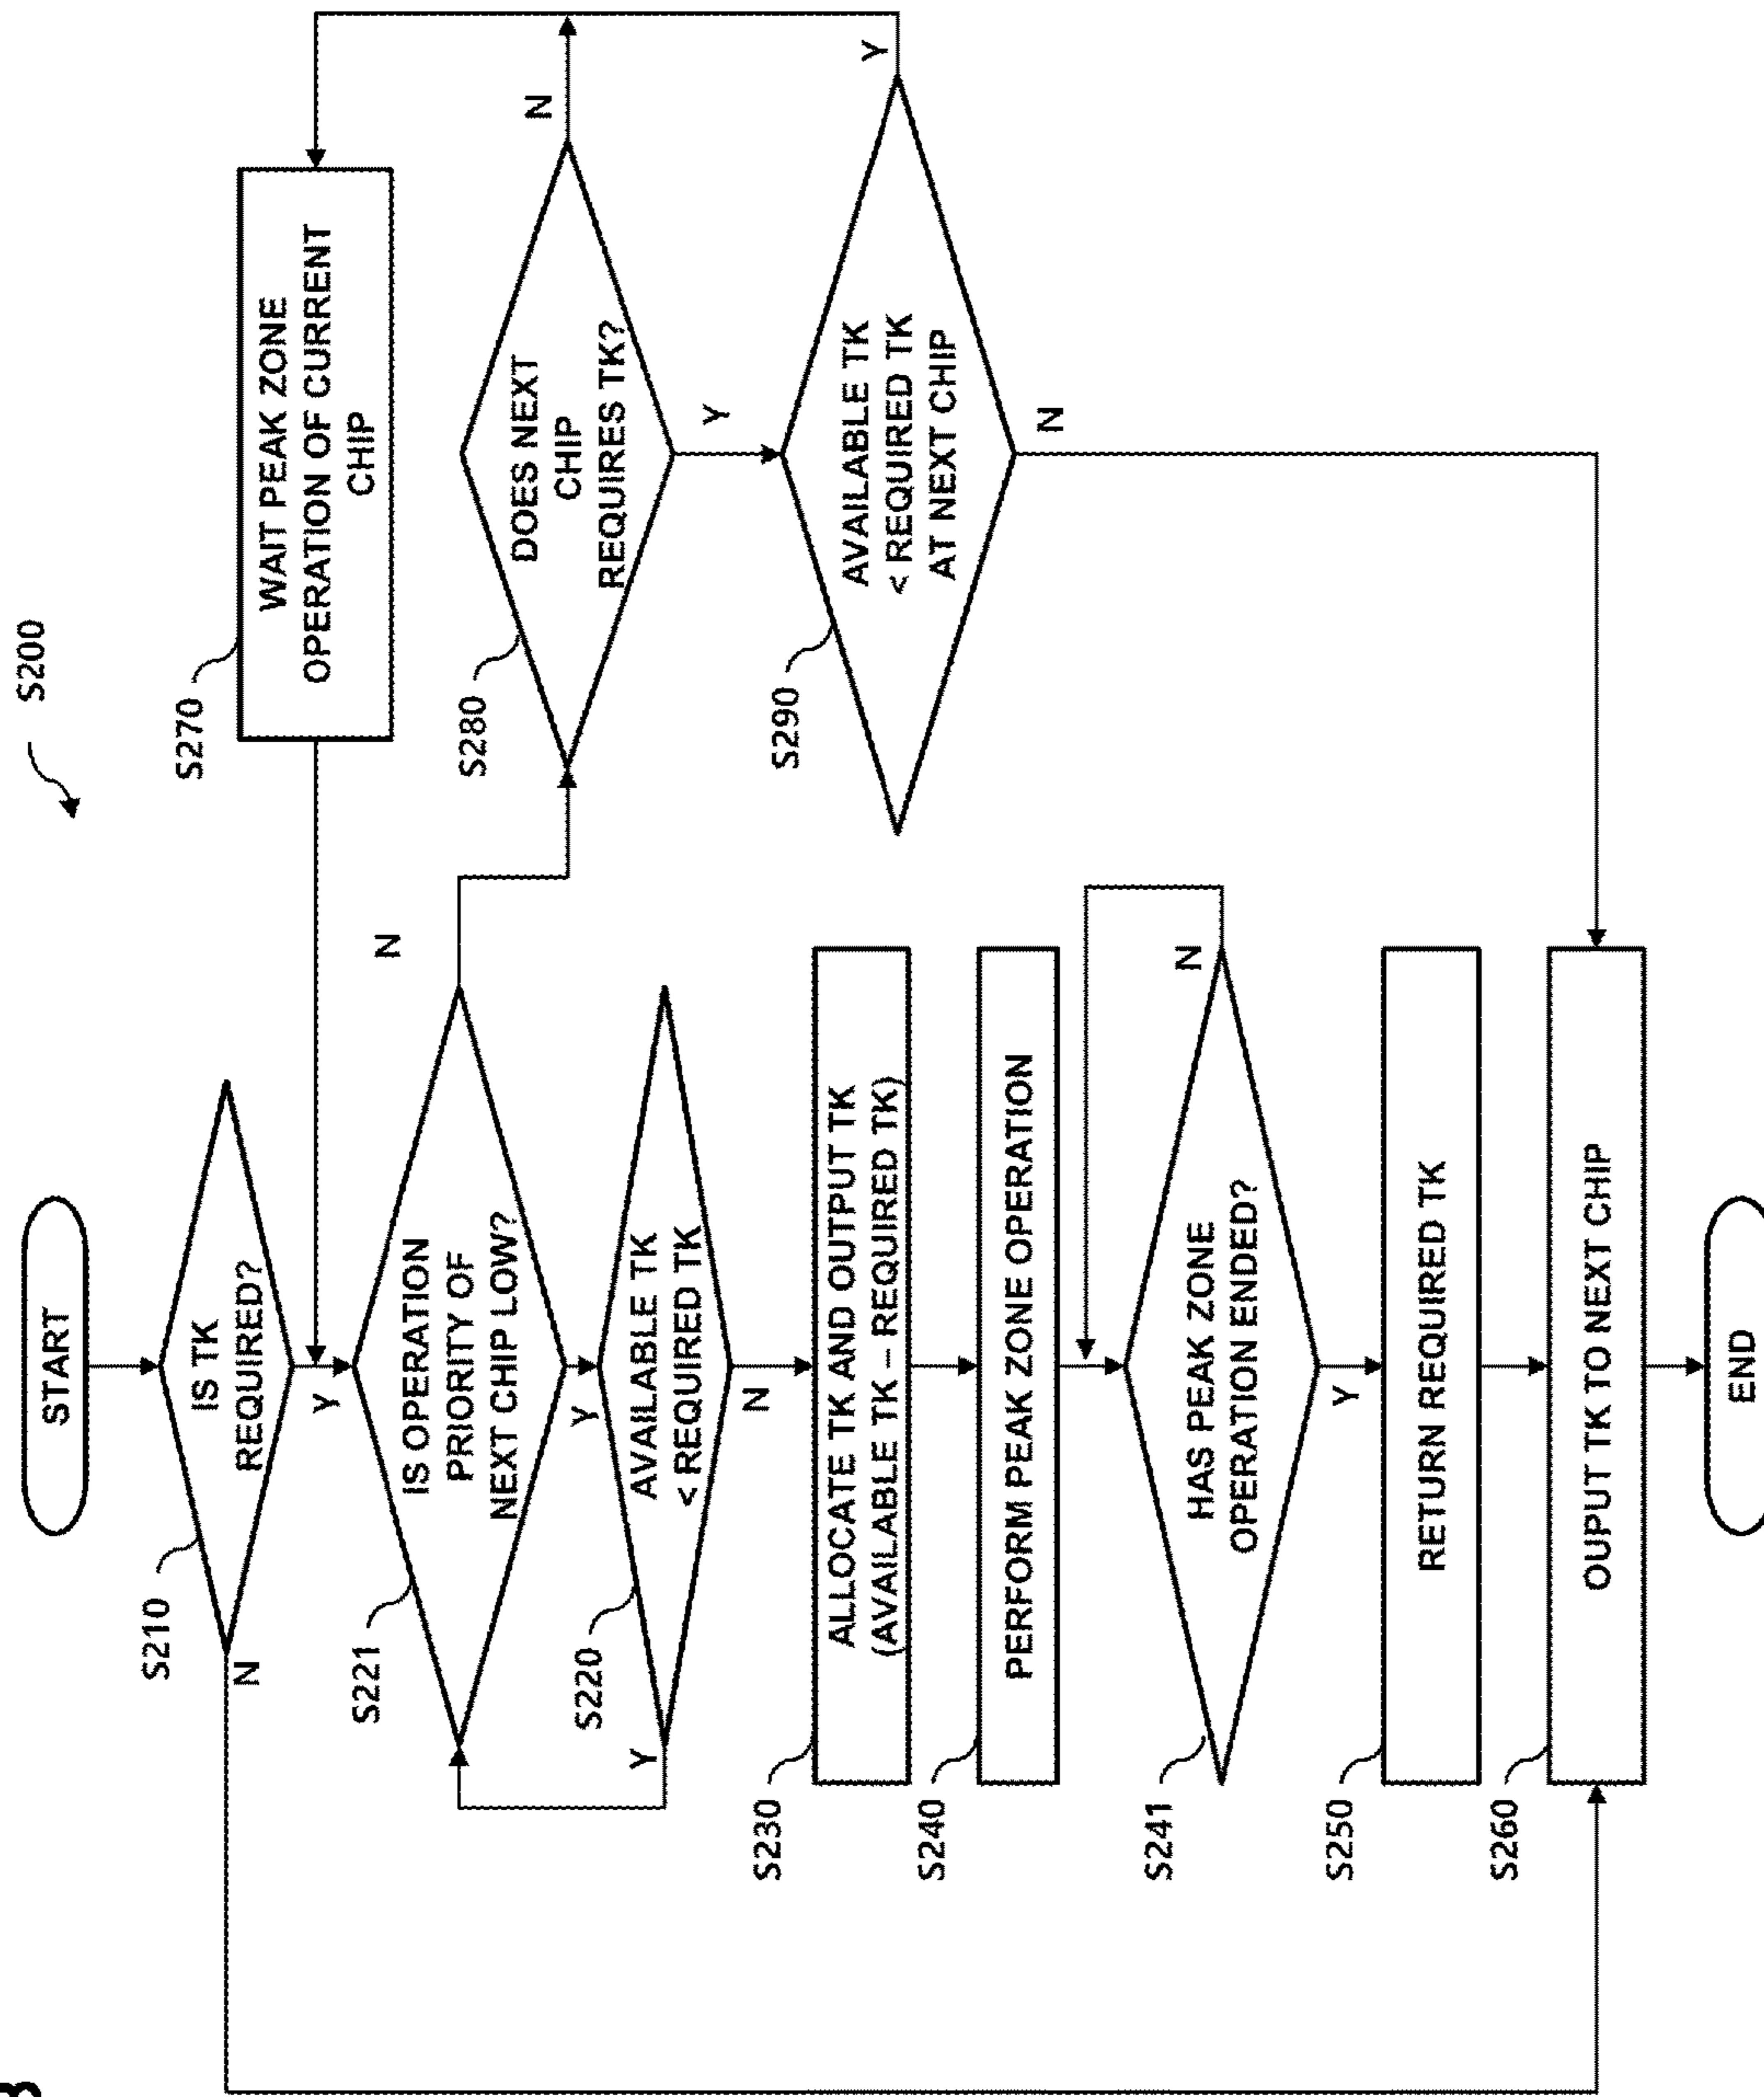 S200
START
S210
IS TK
REQUIRED?
N
Y
S270
WAIT PEAK ZONE
OPERATION OF CURRENT
CHIP
S221
IS OPERATION
PRIORITY OF
NEXT CHIP LOW?
N
Y
S280
DOES NEXT
CHIP
REQUIRES TK?
N
Y
S220
AVAILABLE TK
< REQUIRED TK
Y
N
S290
AVAILABLE TK
< REQUIRED TK
AT NEXT CHIP
Y
N
S230
ALLOCATE TK AND OUTPUT TK
(AVAILABLE TK – REQUIRED TK)
S240
PERFORM PEAK ZONE OPERATION
S241
HAS PEAK ZONE
OPERATION ENDED?
N
Y
S250
RETURN REQUIRED TK
S260
OUPUT TK TO NEXT CHIP
END